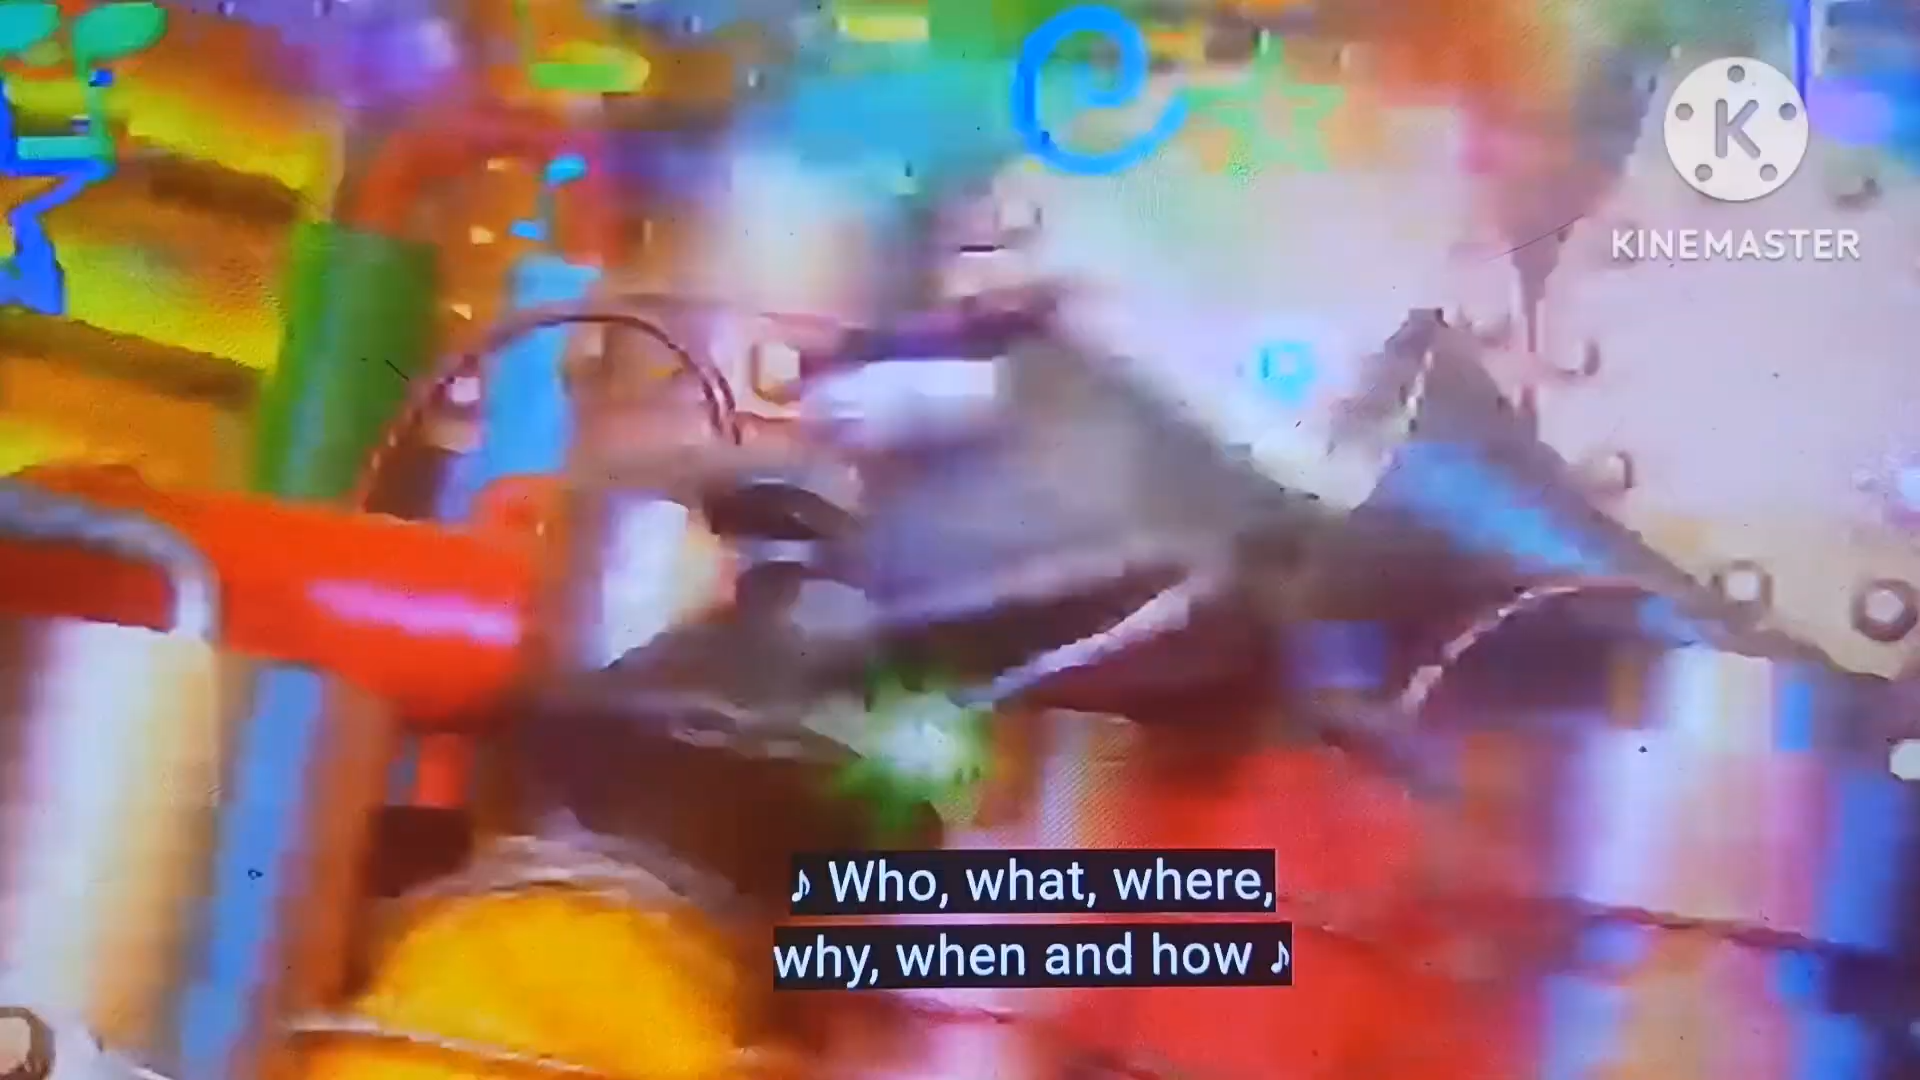 K
KINEMASTER
♪ Who, what, where,
why, when and how ♪